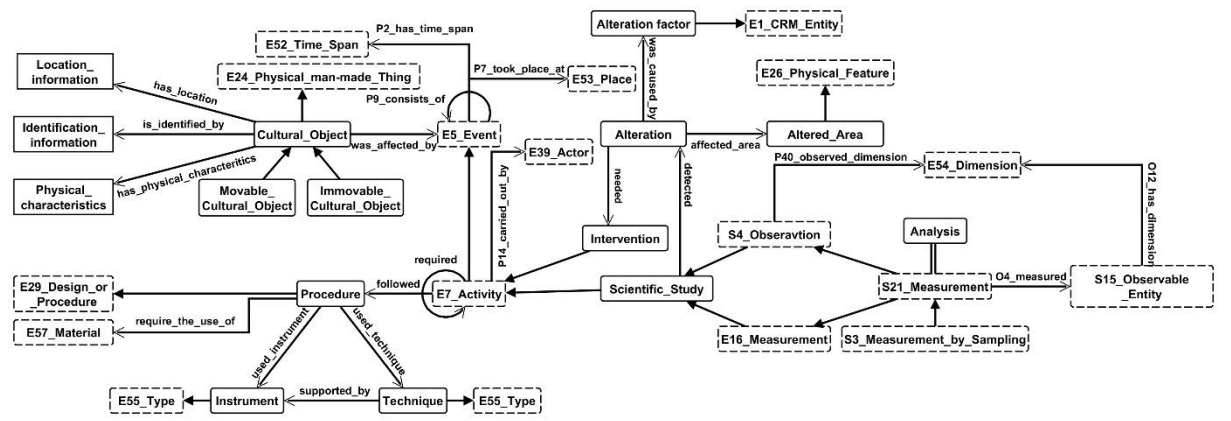 Alteration factor
E1_CRM_Entity
P2_has_time_span
E52_Time_Span
Location_
information
E24_Physical_man-made_Thing
P7_took_place_at
E53_Place
was_caused_by
E26_Physical_Feature
has_location
P9_consists_of
Identification_
information
is_identified_by
Cultural_Object
was_affected_by
E5_Event
Alteration
affected_area
Altered_Area
E39_Actor
P40_observed_dimension
E54_Dimension
has_physical_characteritics
Physical_
characteristics
Movable_
Cultural_Object
Immovable_
Cultural_Object
P14_carried_out_by
needed
detected
O12_has_dimension
Intervention
S4_Obseravtion
Analysis
required
E29_Design_or
_Procedure
Procedure
followed
E7_Activity
Scientific_Study
S21_Measurement
O4_measured
S15_Observable
_Entity
E57_Material
require_the_use_of
used_instrument
used_technique
E16_Measurement
S3_Measurement_by_Sampling
E55_Type
Instrument
supported_by
Technique
E55_Type